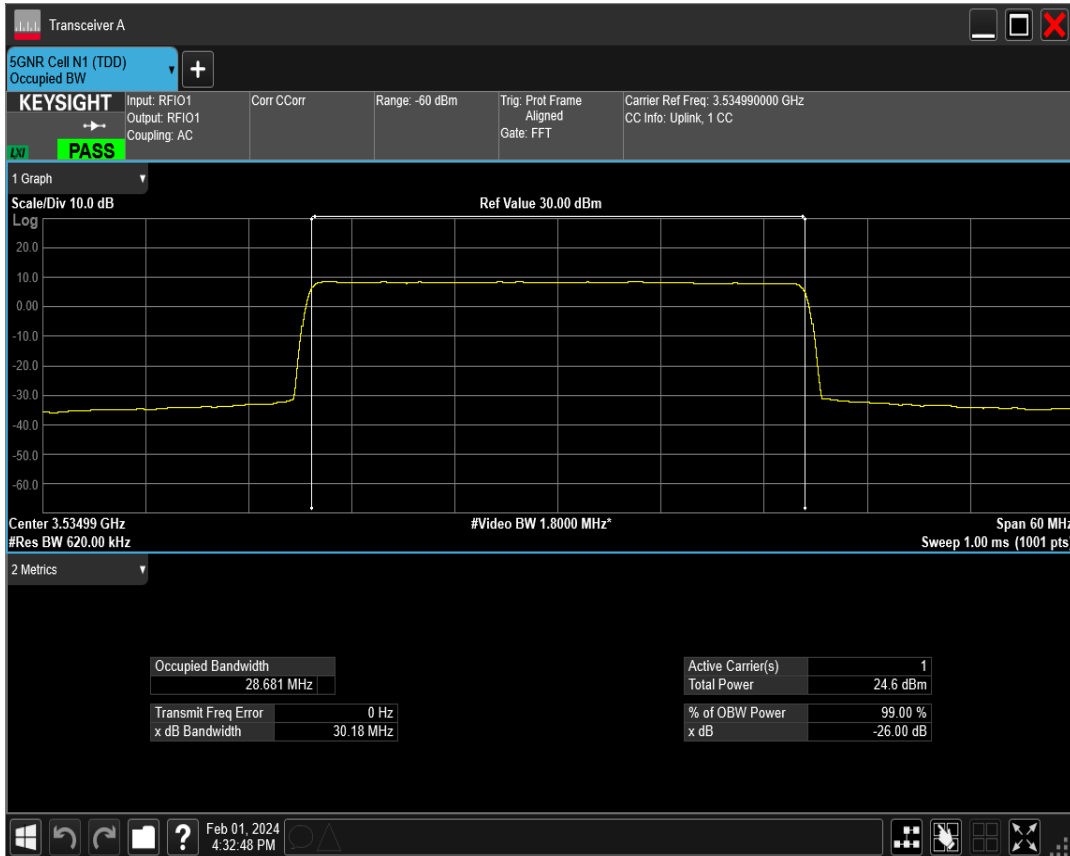 Transceiver A
5GNR Cell N1 (TDD)
Occupied BW
+
KEYSIGHT
LXI
PASS
Input: RFIO1
Output: RFIO1
Coupling: AC
Corr CCorr
Range: -60 dBm
Trig: Prot Frame
Aligned
Gate: FFT
Carrier Ref Freq: 3.534990000 GHz
CC Info: Uplink, 1 CC
1 Graph
Scale/Div 10.0 dB
Ref Value 30.00 dBm
Log
20.0
10.0
0.00
-10.0
-20.0
-30.0
-40.0
-50.0
-60.0
Center 3.53499 GHz
#Video BW 1.8000 MHz*
Span 60 MHz
#Res BW 620.00 kHz
Sweep 1.00 ms (1001 pts)
2 Metrics
Occupied Bandwidth
28.681 MHz
Transmit Freq Error 0 Hz
x dB Bandwidth 30.18 MHz
Active Carrier(s) 1
Total Power 24.6 dBm
% of OBW Power 99.00 %
x dB -26.00 dB
?
Feb 01, 2024
4:32:48 PM